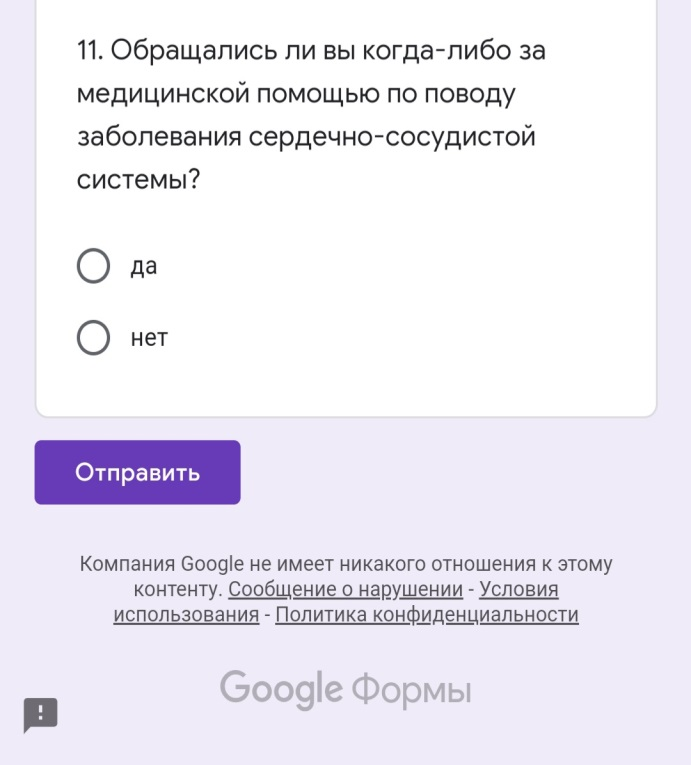 11. Обращались ли вы когда-либо за
медицинской помощью по поводу
заболевания сердечно-сосудистой
системы?
да
нет
Отправить
Компания Google не имеет никакого отношения к этому
контенту. Сообщение о нарушении - Условия
использования - Политика конфиденциальности
Google Формы